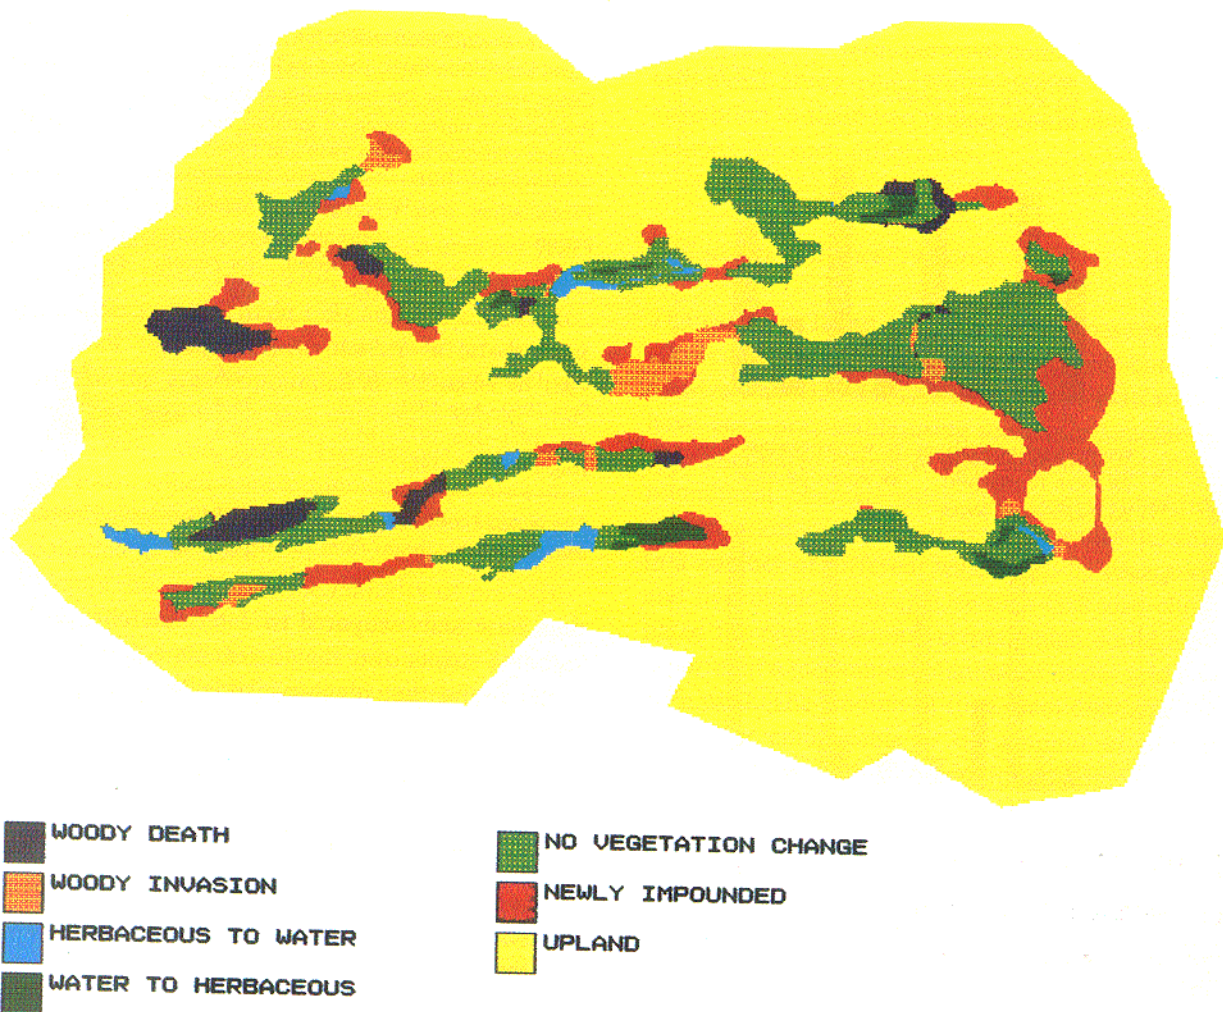 WOODY DEATH
WOODY INVASION
HERBACEOUS TO WATER
WATER TO HERBACEOUS
NO VEGETATION CHANGE
NEWLY IMPOUNDED
UPLAND